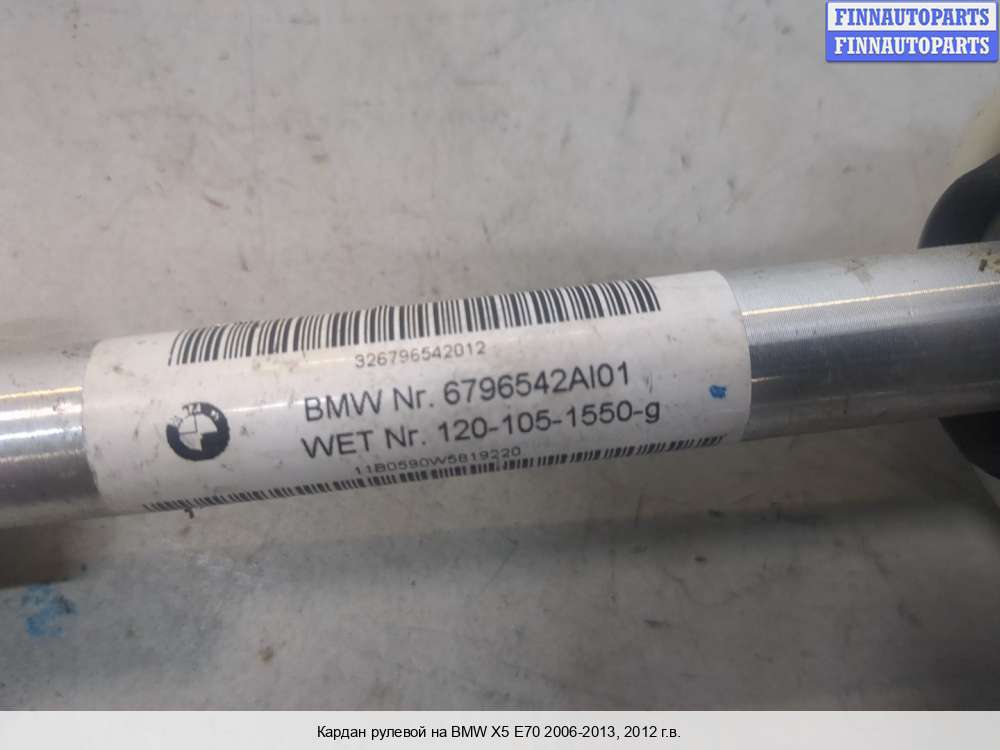 FINNAUTOPARTS
FINNAUTOPARTS
326796542012
BMW Nr. 6796542AI01
WET Nr. 120-105-1550-g
11B0590W5819220
Кардан рулевой на BMW X5 E70 2006-2013, 2012 г.в.